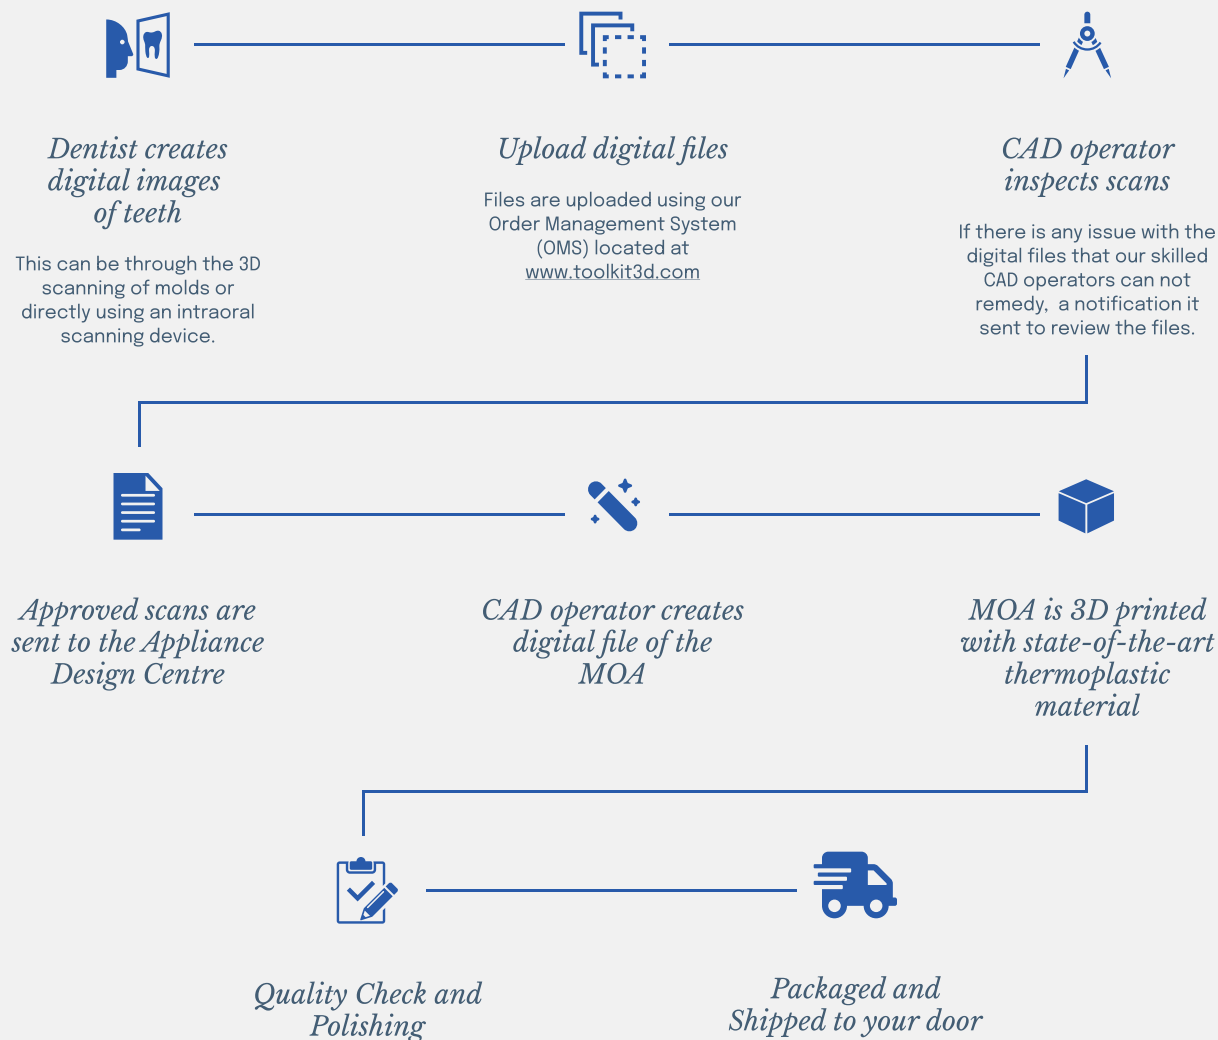 Dentist creates
digital images
of teeth
This can be through the 3D
scanning of molds or
directly using an intraoral
scanning device.
Upload digital files
Files are uploaded using our
Order Management System
(OMS) located at
www.toolkit3d.com
CAD operator
inspects scans
If there is any issue with the
digital files that our skilled
CAD operators can not
remedy,  a notification it
sent to review the files.
Approved scans are
sent to the Appliance
Design Centre
CAD operator creates
digital file of the
MOA
MOA is 3D printed
with state-of-the-art
thermoplastic
material
Quality Check and
Polishing
Packaged and
Shipped to your door